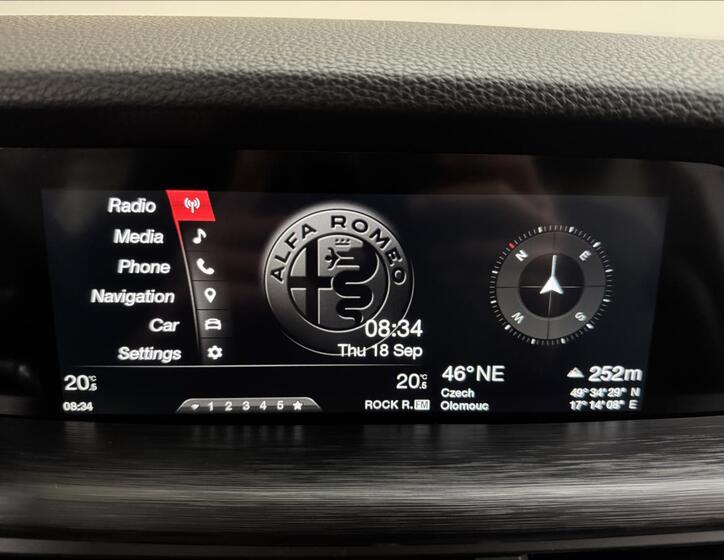 Radio
Media
Phone
Navigation
Car
Settings
ALFA ROMEO
08:34
Thu 18 Sep
20°C .5
20°C .5
08:34
1 2 3 4 5
ROCK R. FM
N
E
W
S
46°NE
252m
Czech
49°34'29" N
Olomouc
17°14'08" E